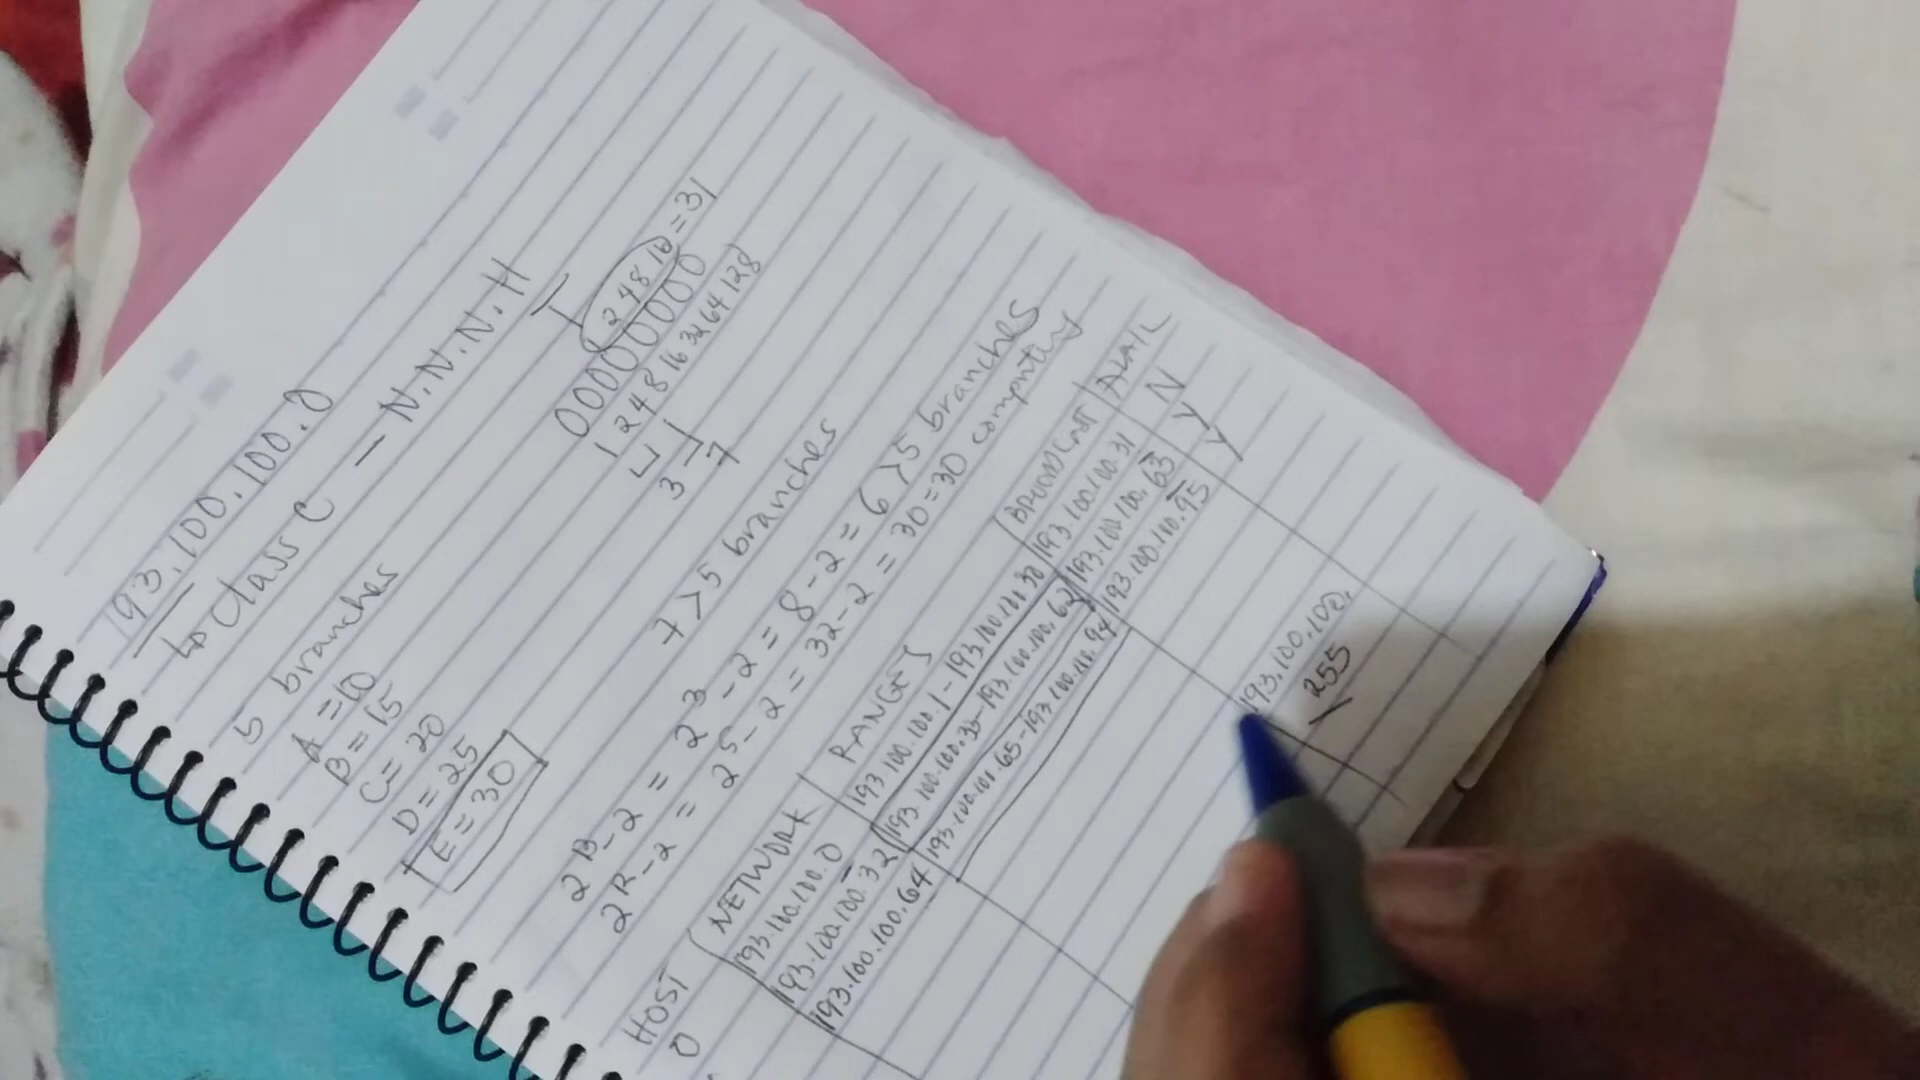 193.100.100.0
↳ Class C — N.N.N.H
5 branches
A = 10
B = 15
C = 20
D = 25
E = 30
1 2 4 8 16 = 31
00000000
1 2 4 8 16 32 64 128
3
7
7 > 5 branches
2B-2 = 2³-2 = 8-2 = 6 > 5 branches
2R-2 = 2⁵-2 = 32-2 = 30 = 30
HOST NETWORK RANGES BROADCAST AVAIL
0 193.100.100.0 193.100.100.1 - 193.100.100.30 193.100.100.31 N
193.100.100.32 193.100.100.33 - 193.100.100.62 193.100.100.63 Y
193.100.100.64 193.100.100.65 - 193.100.100.94 193.100.100.95 Y
193.100.100.
255